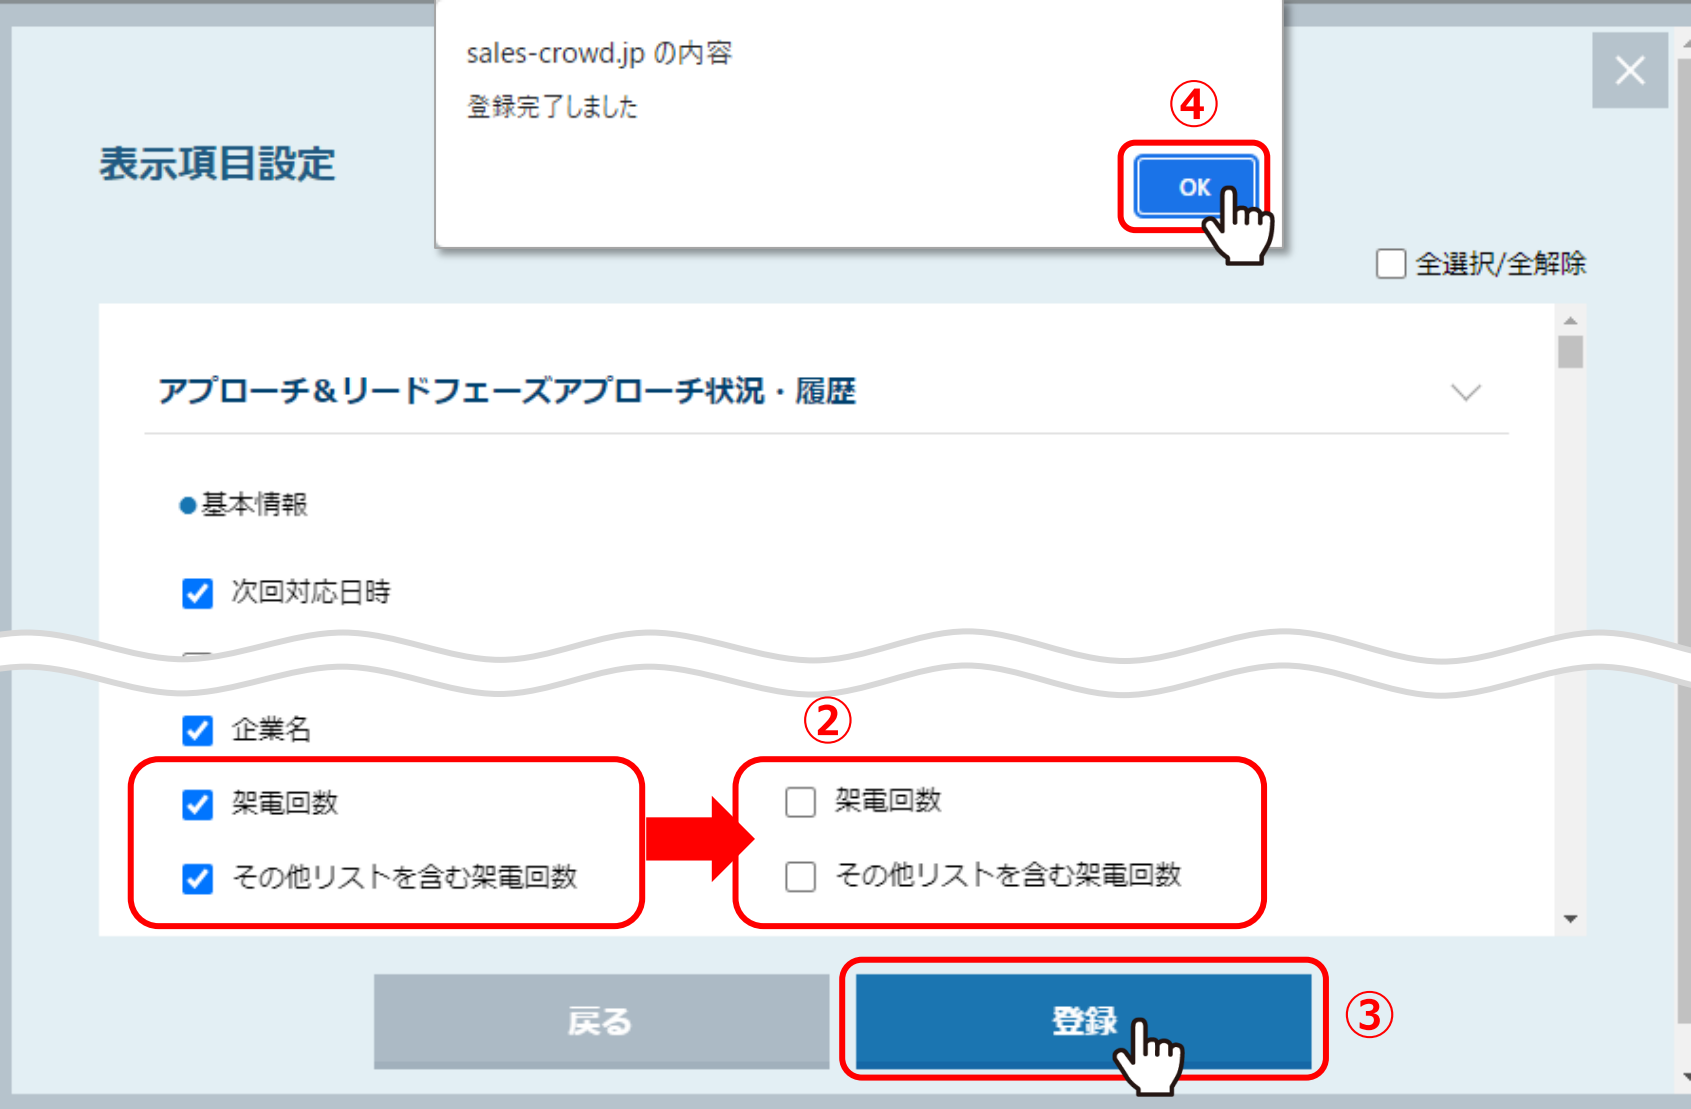 sales-crowd.jp の内容
登録完了しました
④
OK
表示項目設定
全選択/全解除
アプローチ&リードフェーズアプローチ状況・履歴
●基本情報
次回対応日時
企業名
②
架電回数
その他リストを含む架電回数
架電回数
その他リストを含む架電回数
戻る
登録
③